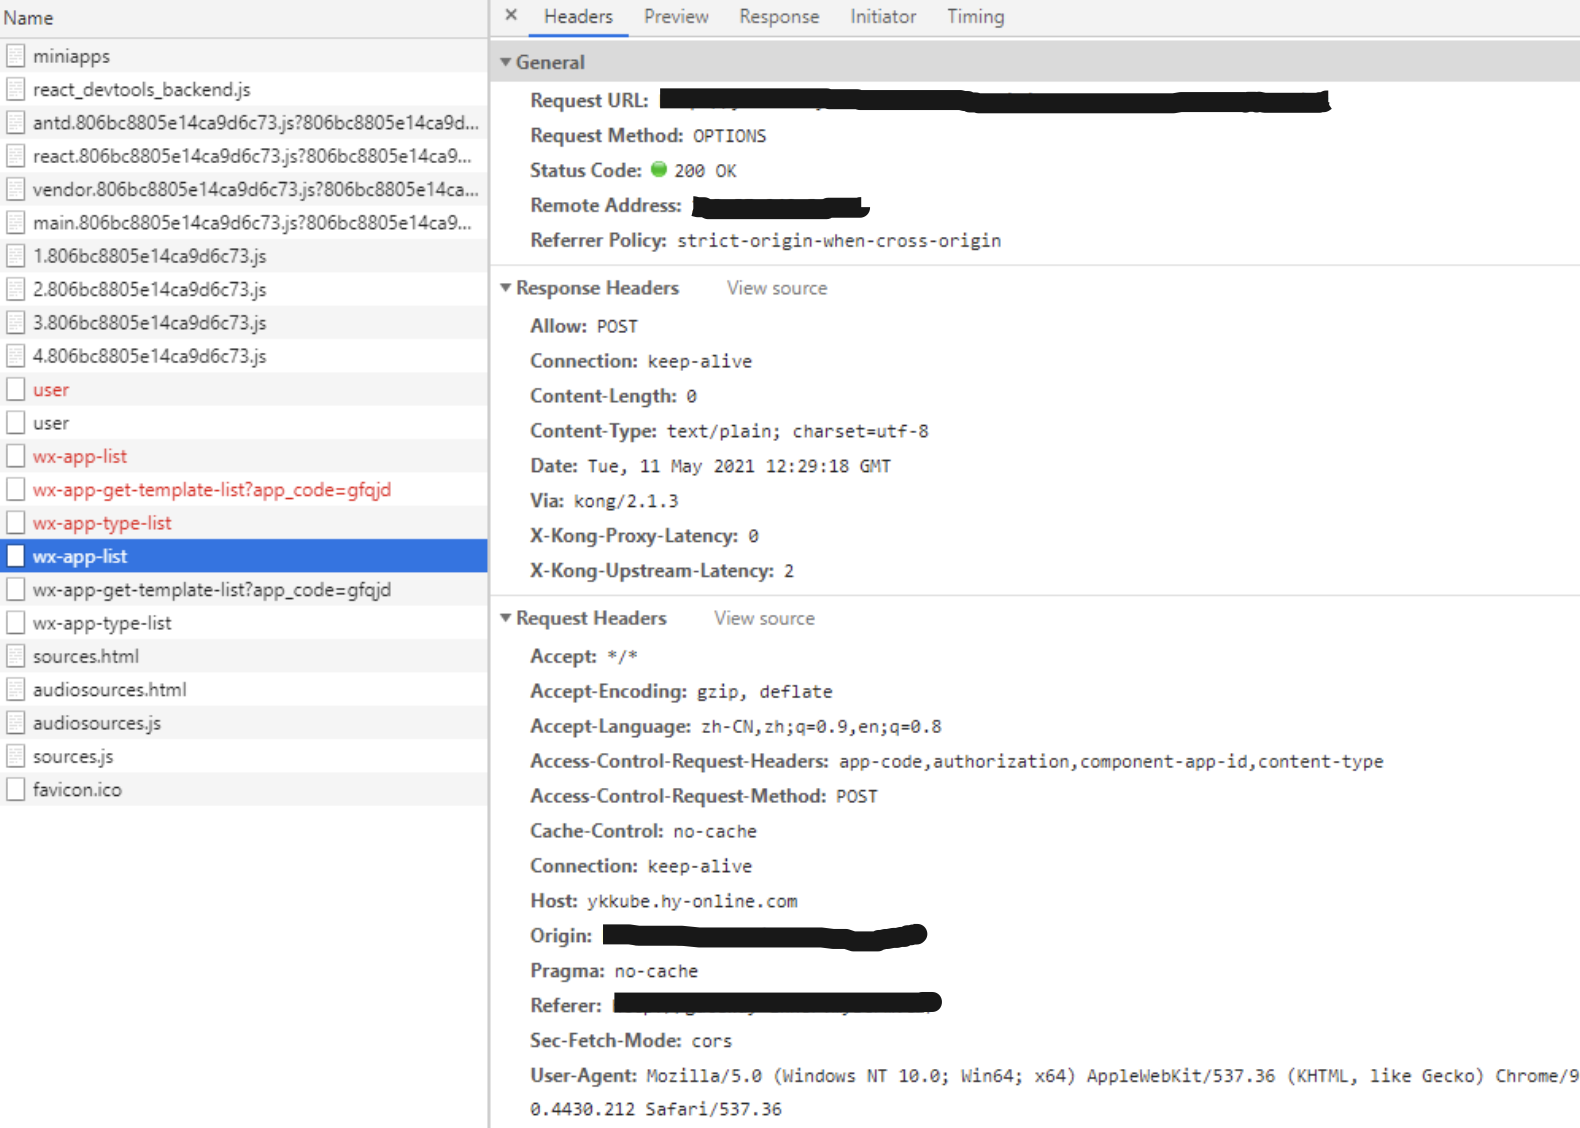 Name
miniapps
react_devtools_backend.js
antd.806bc8805e14ca9d6c73.js?806bc8805e14ca9d...
react.806bc8805e14ca9d6c73.js?806bc8805e14ca9...
vendor.806bc8805e14ca9d6c73.js?806bc8805e14ca...
main.806bc8805e14ca9d6c73.js?806bc8805e14ca9...
1.806bc8805e14ca9d6c73.js
2.806bc8805e14ca9d6c73.js
3.806bc8805e14ca9d6c73.js
4.806bc8805e14ca9d6c73.js
user
user
wx-app-list
wx-app-get-template-list?app_code=gfqjd
wx-app-type-list
wx-app-list
wx-app-get-template-list?app_code=gfqjd
wx-app-type-list
sources.html
audiosources.html
audiosources.js
sources.js
favicon.ico
× Headers Preview Response Initiator Timing
▼ General
Request URL:
Request Method: OPTIONS
Status Code: 200 OK
Remote Address:
Referrer Policy: strict-origin-when-cross-origin
▼ Response Headers View source
Allow: POST
Connection: keep-alive
Content-Length: 0
Content-Type: text/plain; charset=utf-8
Date: Tue, 11 May 2021 12:29:18 GMT
Via: kong/2.1.3
X-Kong-Proxy-Latency: 0
X-Kong-Upstream-Latency: 2
▼ Request Headers View source
Accept: */*
Accept-Encoding: gzip, deflate
Accept-Language: zh-CN,zh;q=0.9,en;q=0.8
Access-Control-Request-Headers: app-code,authorization,component-app-id,content-type
Access-Control-Request-Method: POST
Cache-Control: no-cache
Connection: keep-alive
Host: ykkube.hy-online.com
Origin:
Pragma: no-cache
Referer:
Sec-Fetch-Mode: cors
User-Agent: Mozilla/5.0 (Windows NT 10.0; Win64; x64) AppleWebKit/537.36 (KHTML, like Gecko) Chrome/9
0.4430.212 Safari/537.36